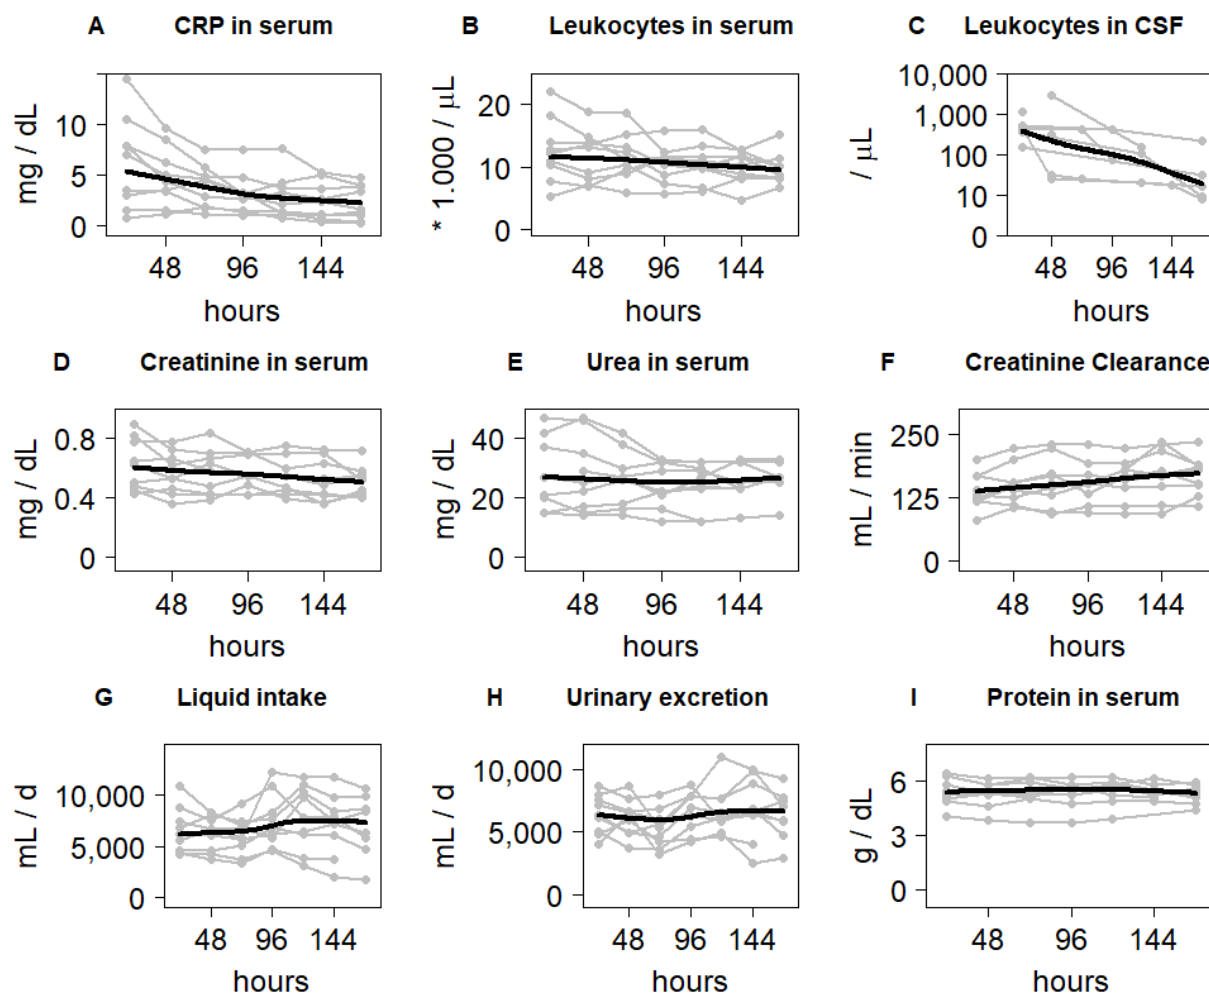 A CRP in serum
mg / dL
10
5
0
48 96 144
hours
B Leukocytes in serum
* 1.000 / μL
20
10
0
48 96 144
hours
C Leukocytes in CSF
/ μL
10,000
1,000
100
10
0
48 96 144
hours
D Creatinine in serum
mg / dL
0.8
0.4
0
48 96 144
hours
E Urea in serum
mg / dL
40
20
0
48 96 144
hours
F Creatinine Clearance
mL / min
250
125
0
48 96 144
hours
G Liquid intake
mL / d
10,000
5,000
0
48 96 144
hours
H Urinary excretion
mL / d
10,000
5,000
0
48 96 144
hours
I Protein in serum
g / dL
6
3
0
48 96 144
hours